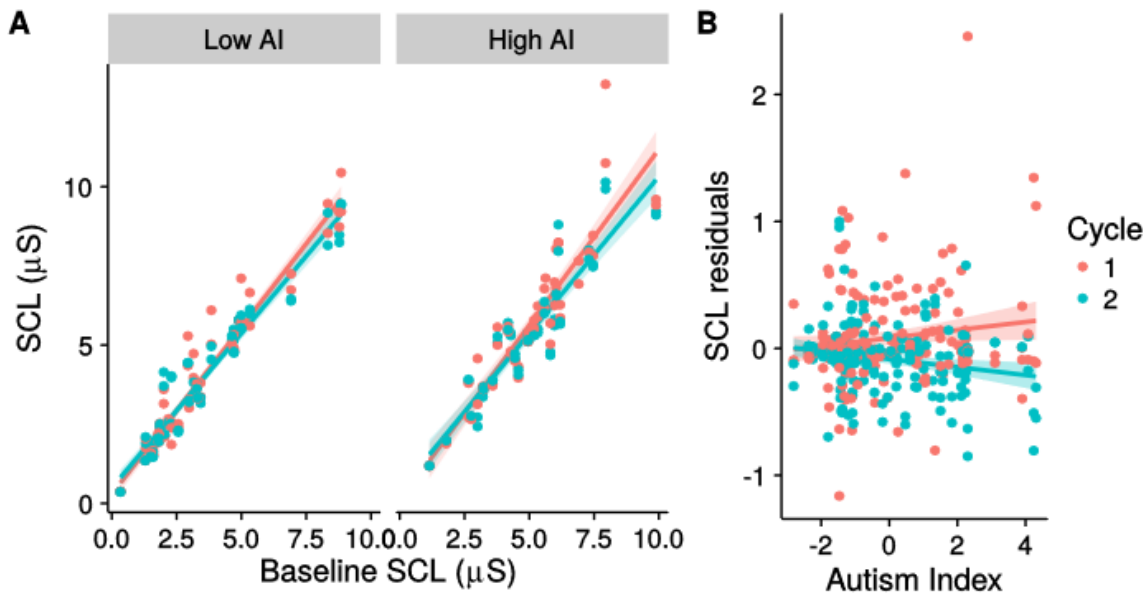 A
Low AI
High AI
SCL (μS)
10
5
0
0.0 2.5 5.0 7.5 10.0
0.0 2.5 5.0 7.5 10.0
Baseline SCL (μS)
B
SCL residuals
2
1
0
-1
-2 0 2 4
Autism Index
Cycle
1
2